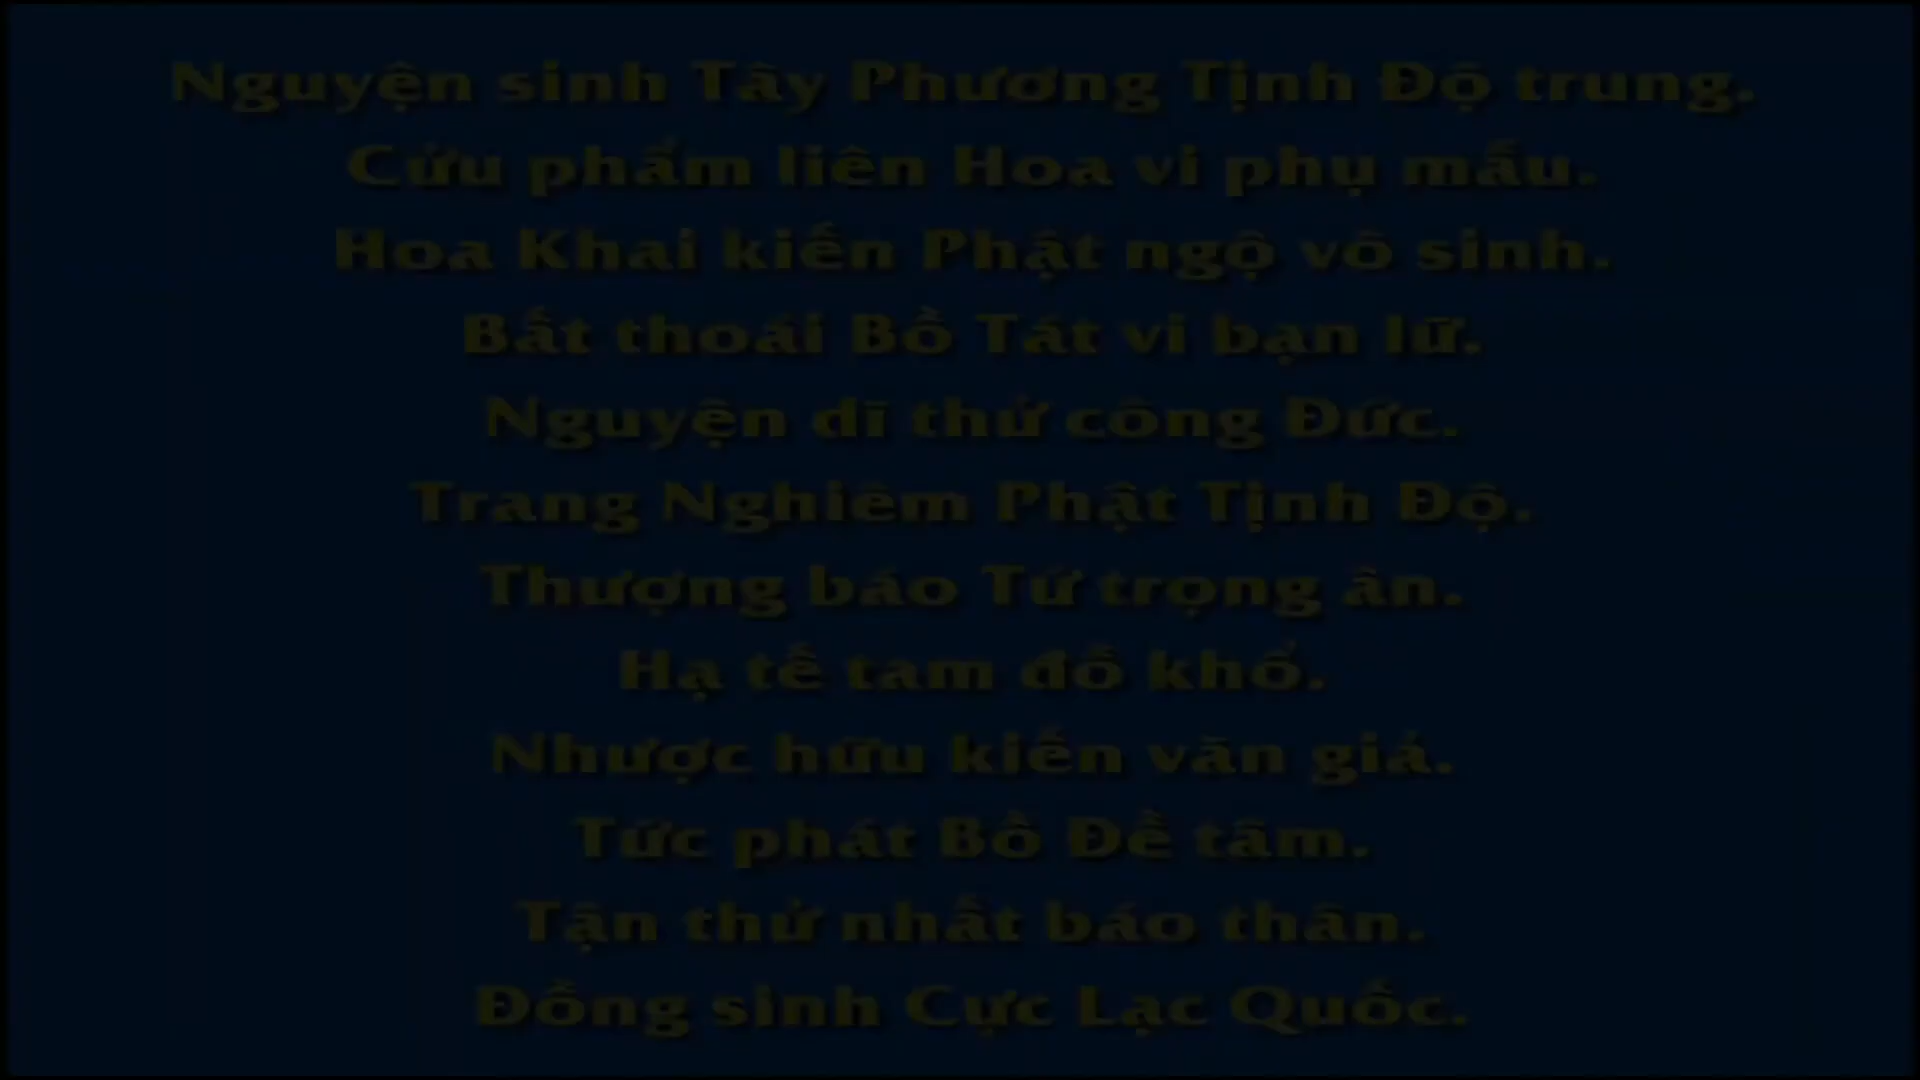 Nguyện sinh Tây Phương Tịnh Độ trung.
Cửu phẩm liên Hoa vi phụ mẫu.
Hoa Khai kiến Phật ngộ vô sinh.
Bất thoái Bồ Tát vi bạn lữ.
Nguyện dĩ thử công Đức.
Trang Nghiêm Phật Tịnh Độ.
Thượng báo Tứ trọng ân.
Hạ tế tam đồ khổ.
Nhược hữu kiến văn giá.
Tức phát Bồ Đề tâm.
Tận thử nhất báo thân.
Đồng sinh Cực Lạc Quốc.